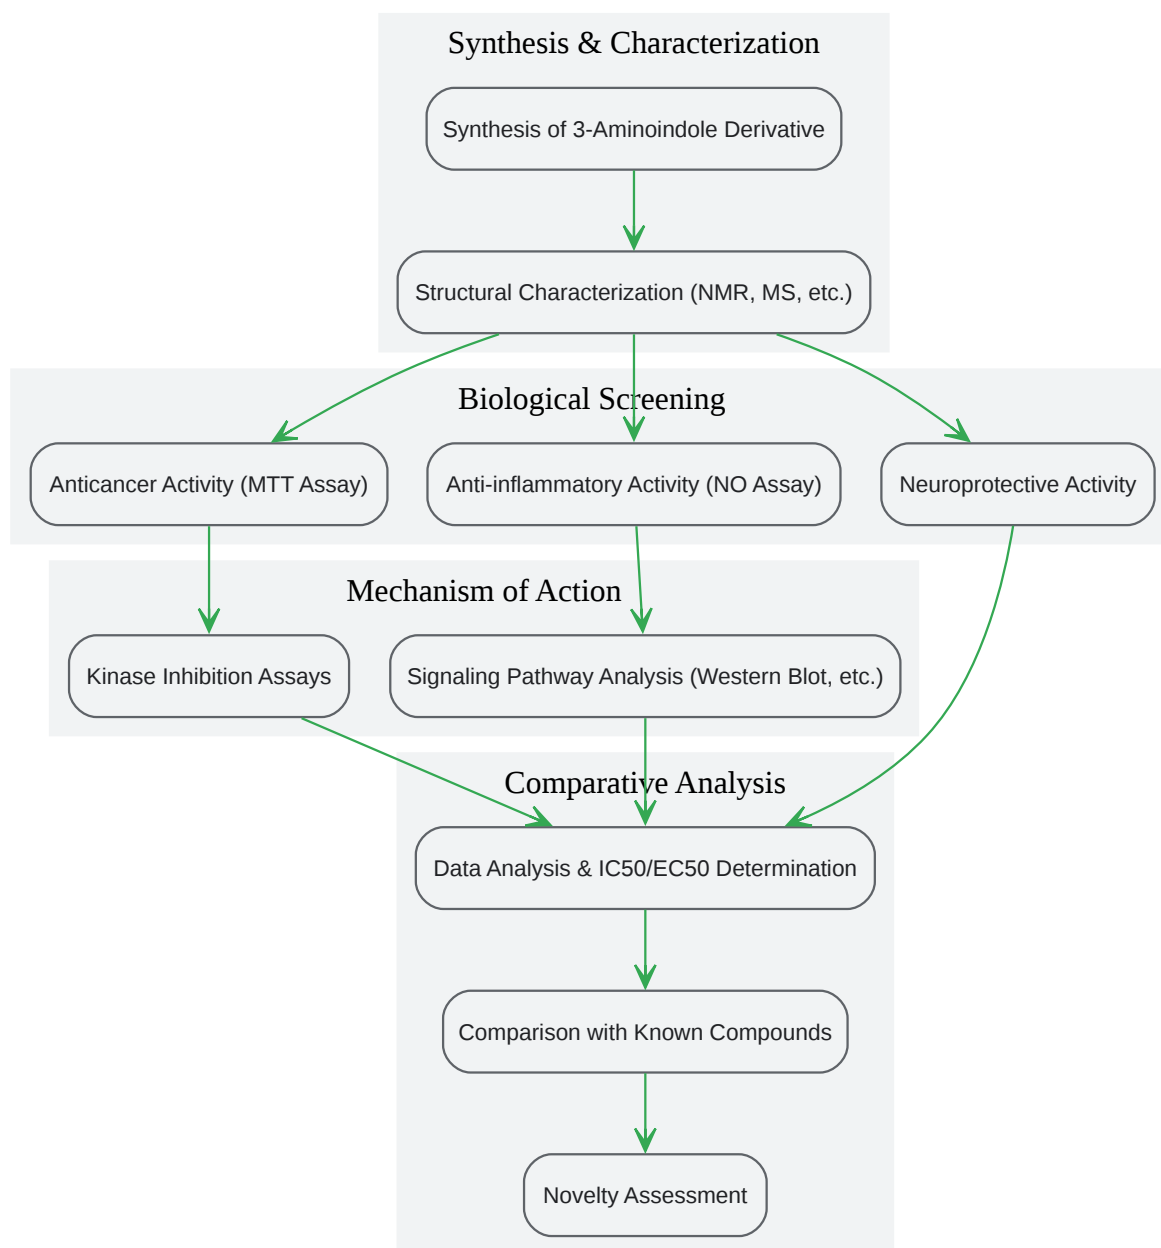 Synthesis & Characterization
Synthesis of 3-Aminoindole Derivative
Structural Characterization (NMR, MS, etc.)
Biological Screening
Anticancer Activity (MTT Assay)
Anti-inflammatory Activity (NO Assay)
Neuroprotective Activity
Mechanism of Action
Kinase Inhibition Assays
Signaling Pathway Analysis (Western Blot, etc.)
Comparative Analysis
Data Analysis & IC50/EC50 Determination
Comparison with Known Compounds
Novelty Assessment